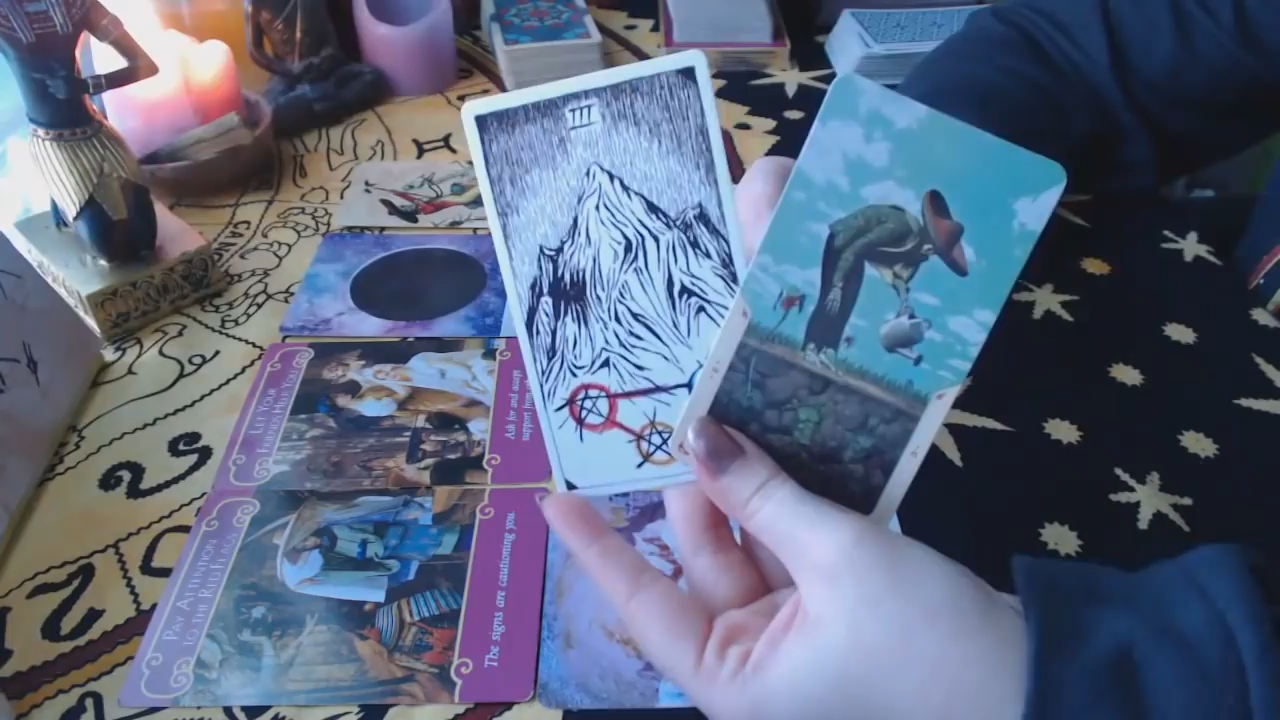 III
CAN
LET YOUR
FRIENDS HELP YOU
Ask for and accept
support from
PAY ATTENTION
TO THE RED FLAGS
The signs are cautioning you.